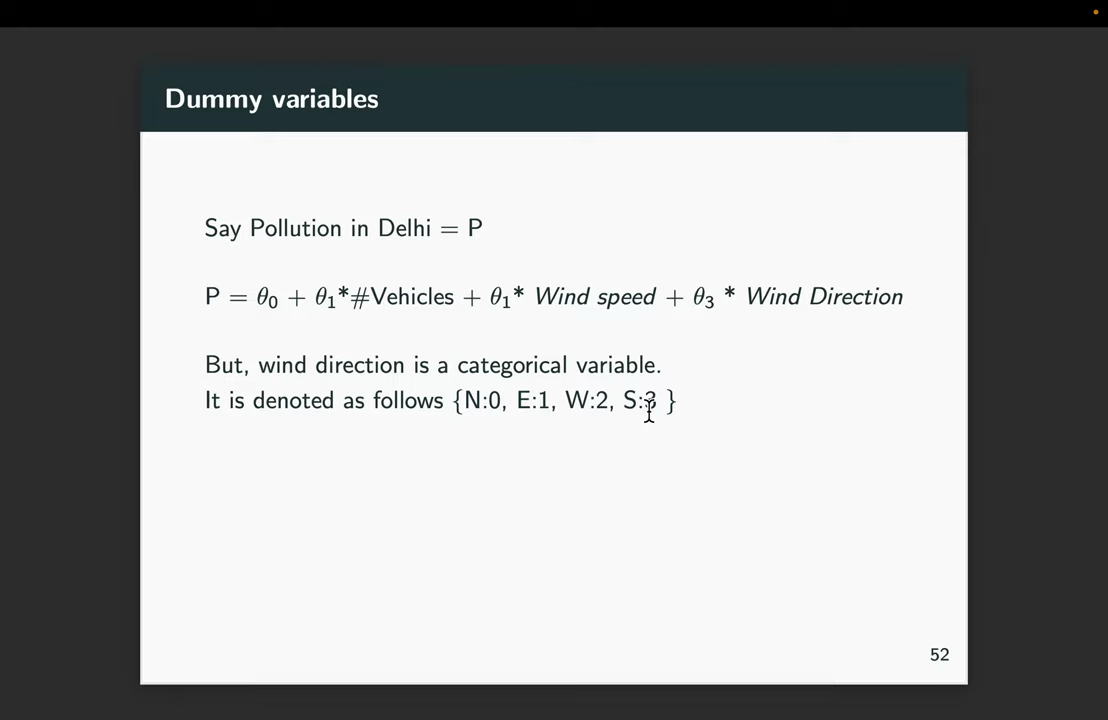 Dummy variables
Say Pollution in Delhi = P
P = θ₀ + θ₁*#Vehicles + θ₁* Wind speed + θ₃ * Wind Direction
But, wind direction is a categorical variable.
It is denoted as follows {N:0, E:1, W:2, S:3 }
52